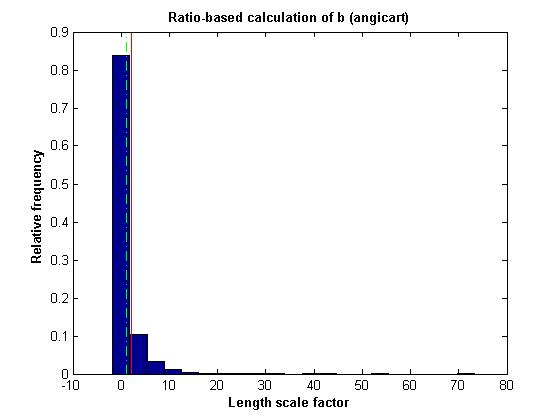 Ratio-based calculation of b (angicart)
0.9
0.8
0.7
0.6
0.5
0.4
0.3
0.2
0.1
0
Relative frequency
-10 0 10 20 30 40 50 60 70 80
Length scale factor